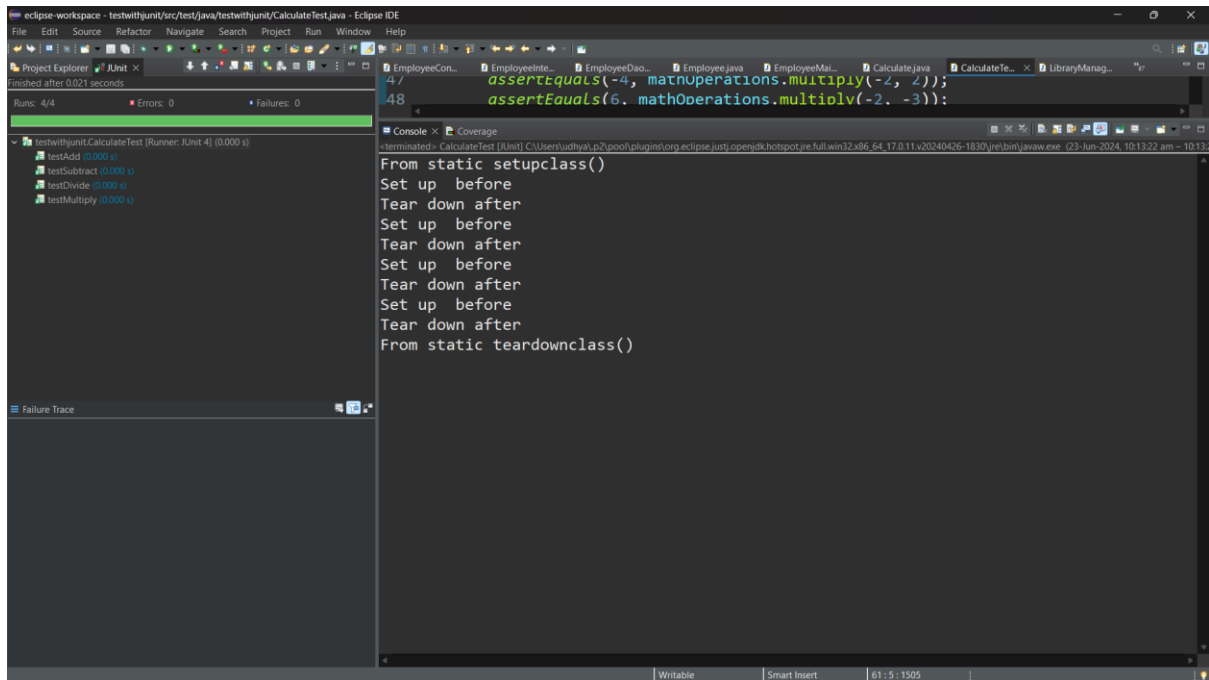 eclipse-workspace - testwithjunit/src/test/java/testwithjunit/CalculateTest.java - Eclipse IDE
File Edit Source Refactor Navigate Search Project Run Window Help
Project Explorer JUnit
Finished after 0.021 seconds
Runs: 4/4 Errors: 0 Failures: 0
testwithjunit.CalculateTest [Runner: JUnit 4] (0.000 s)
testAdd (0.000 s)
testSubtract (0.000 s)
testDivide (0.000 s)
testMultiply (0.000 s)
Failure Trace
EmployeeCon... EmployeeInte... EmployeeDao... Employee.java EmployeeMai... Calculate.java CalculateTe... LibraryManag...
47 assertEquals(-4, mathOperations.multiply(-2, 2));
48 assertEquals(6, mathOperations.multiply(-2, -3));
Console Coverage
<terminated> CalculateTest [JUnit] C:\Users\udhya\.p2\pool\plugins\org.eclipse.justj.openjdk.hotspot.jre.full.win32.x86_64_17.0.11.v20240426-1830\jre\bin\javaw.exe (23-Jun-2024, 10:13:22 am – 10:13:
From static setupclass()
Set up  before
Tear down after
Set up  before
Tear down after
Set up  before
Tear down after
Set up  before
Tear down after
From static teardownclass()
Writable Smart Insert 61 : 5 : 1505